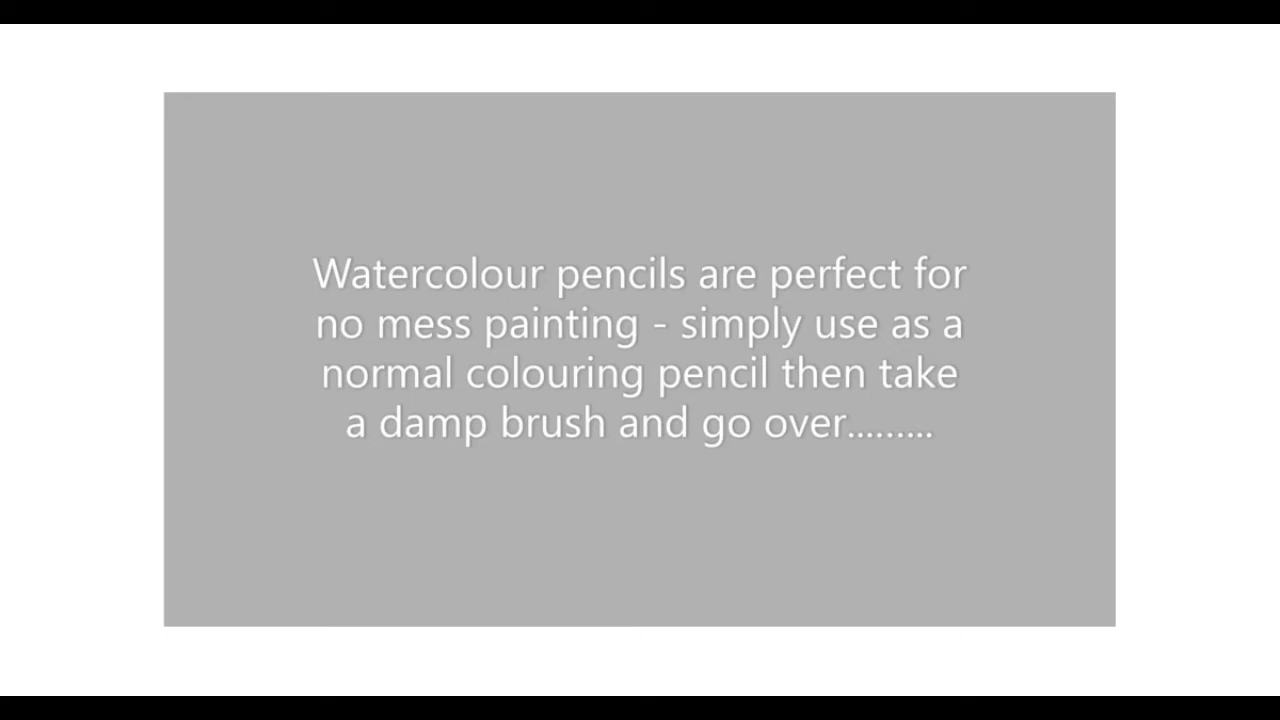 Watercolour pencils are perfect for
no mess painting - simply use as a
normal colouring pencil then take
a damp brush and go over.........